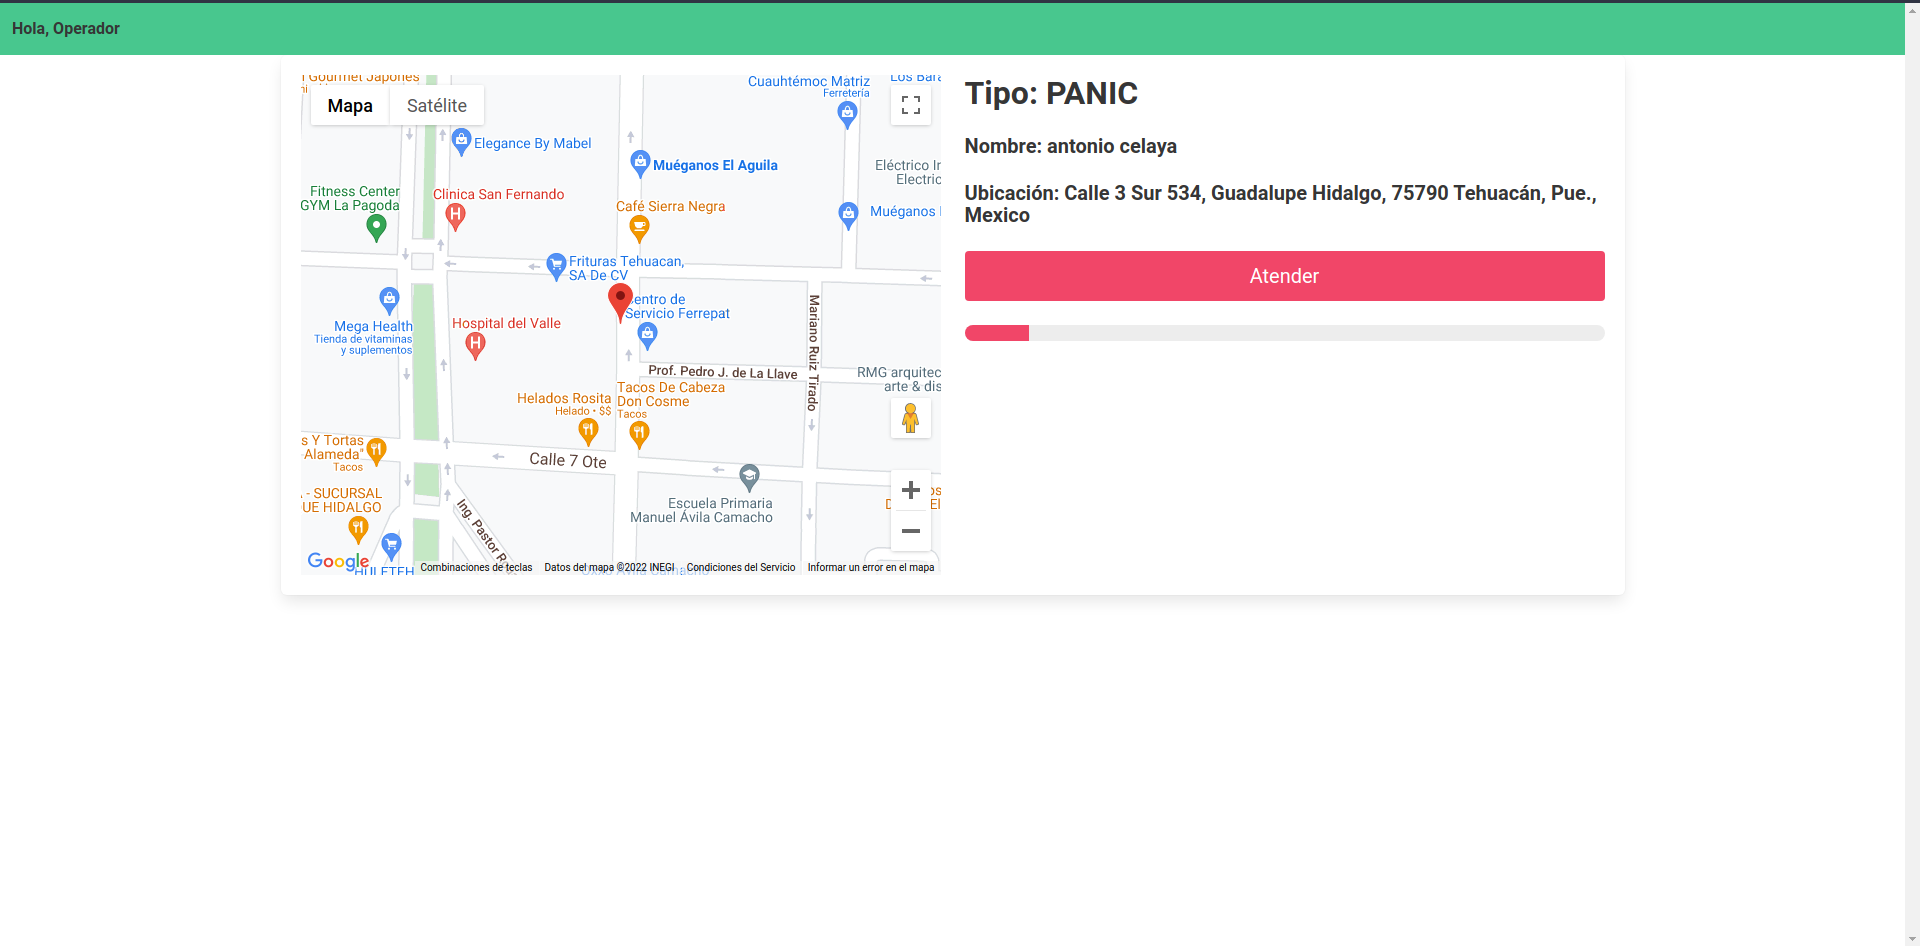 Hola, Operador
Gourmet Japonés
Mapa
Satélite
Cuauhtémoc Matriz
Ferretería
Elegance By Mabel
Muéganos El Aguila
Eléctrico
Electric
Fitness Center
GYM La Pagoda
Clinica San Fernando
Café Sierra Negra
Muéganos
Frituras Tehuacan,
SA De CV
entro de
Servicio Ferrepat
Mega Health
Tienda de vitaminas
y suplementos
Hospital del Valle
Mariano Ruiz Tirado
Prof. Pedro J. de La Llave
RMG arquitec
arte & dis
Tacos De Cabeza
Don Cosme
Tacos
Helados Rosita
Helado • $$
s Y Tortas
Alameda"
Tacos
Calle 7 Ote
- SUCURSAL
UE HIDALGO
Ing. Pastor R
Escuela Primaria
Manuel Ávila Camacho
Google
Combinaciones de teclas
Datos del mapa ©2022 INEGI
Condiciones del Servicio
Informar un error en el mapa
Tipo: PANIC
Nombre: antonio celaya
Ubicación: Calle 3 Sur 534, Guadalupe Hidalgo, 75790 Tehuacán, Pue.,
Mexico
Atender